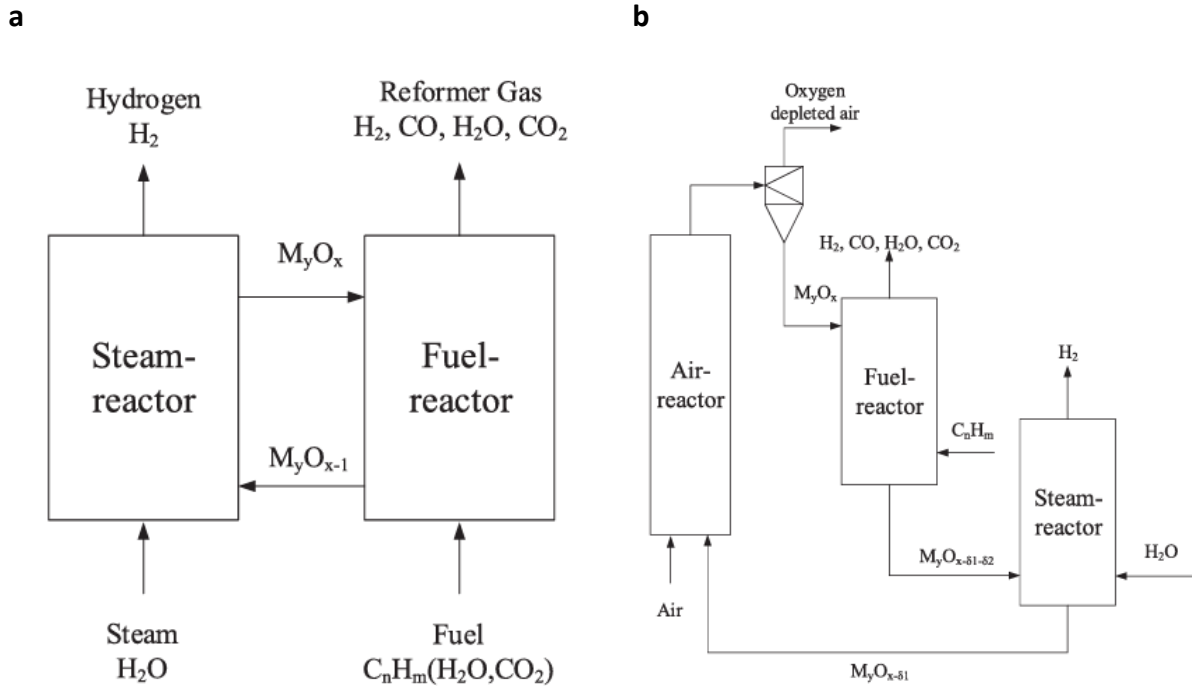 a
Hydrogen
H₂
Reformer Gas
H₂, CO, H₂O, CO₂
MᵧOₓ
Steam-
reactor
Fuel-
reactor
MᵧOₓ₋₁
Steam
H₂O
Fuel
CₙHₘ(H₂O,CO₂)
b
Oxygen
depleted air
H₂, CO, H₂O, CO₂
MᵧOₓ
H₂
Air-
reactor
Fuel-
reactor
CₙHₘ
Steam-
reactor
MᵧOₓ₋δ₁₋δ₂
H₂O
Air
MᵧOₓ₋δ₁